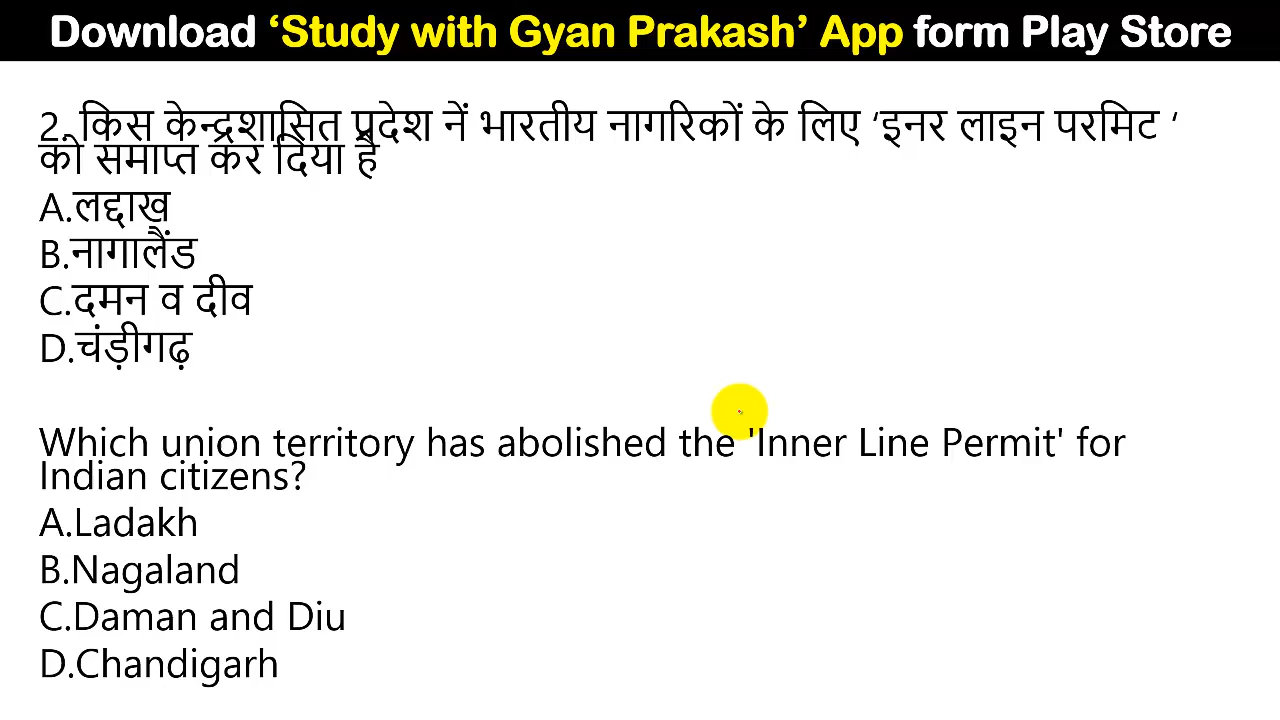 Download ‘Study with Gyan Prakash’ App form Play Store
2. किस केन्द्रशासित प्रदेश नें भारतीय नागरिकों के लिए ‘इनर लाइन परमिट ‘
को समाप्त कर दिया है
A.लद्दाख
B.नागालैंड
C.दमन व दीव
D.चंड़ीगढ़
Which union territory has abolished the 'Inner Line Permit' for
Indian citizens?
A.Ladakh
B.Nagaland
C.Daman and Diu
D.Chandigarh